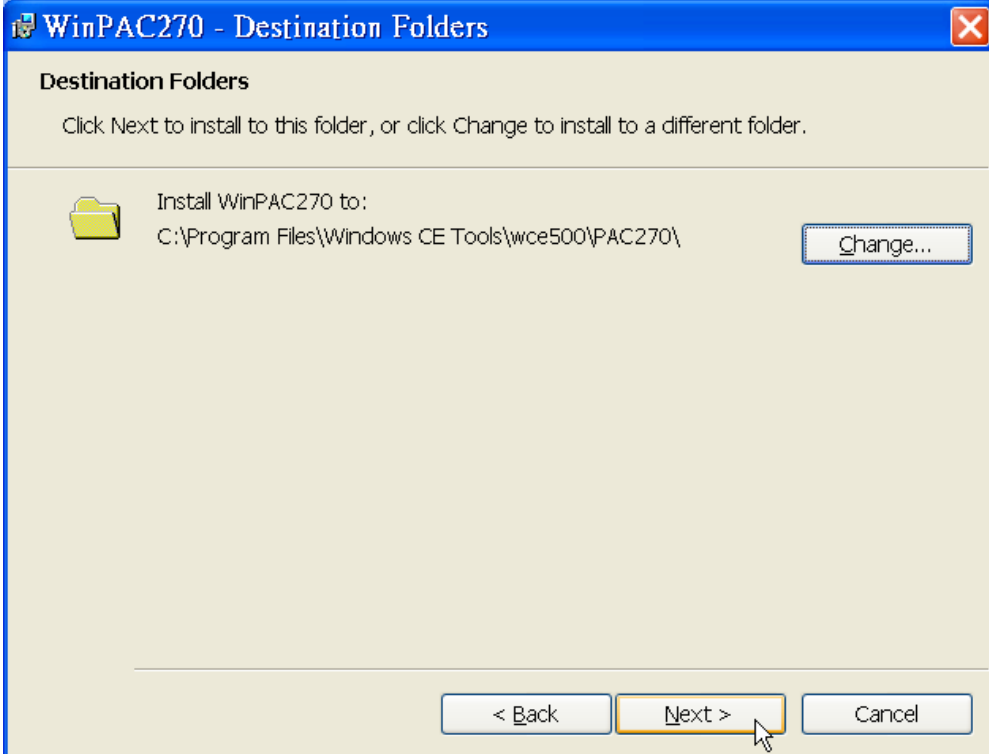 WinPAC270 - Destination Folders
Destination Folders
Click Next to install to this folder, or click Change to install to a different folder.
Install WinPAC270 to:
C:\Program Files\Windows CE Tools\wce500\PAC270\
Change...
< Back
Next >
Cancel